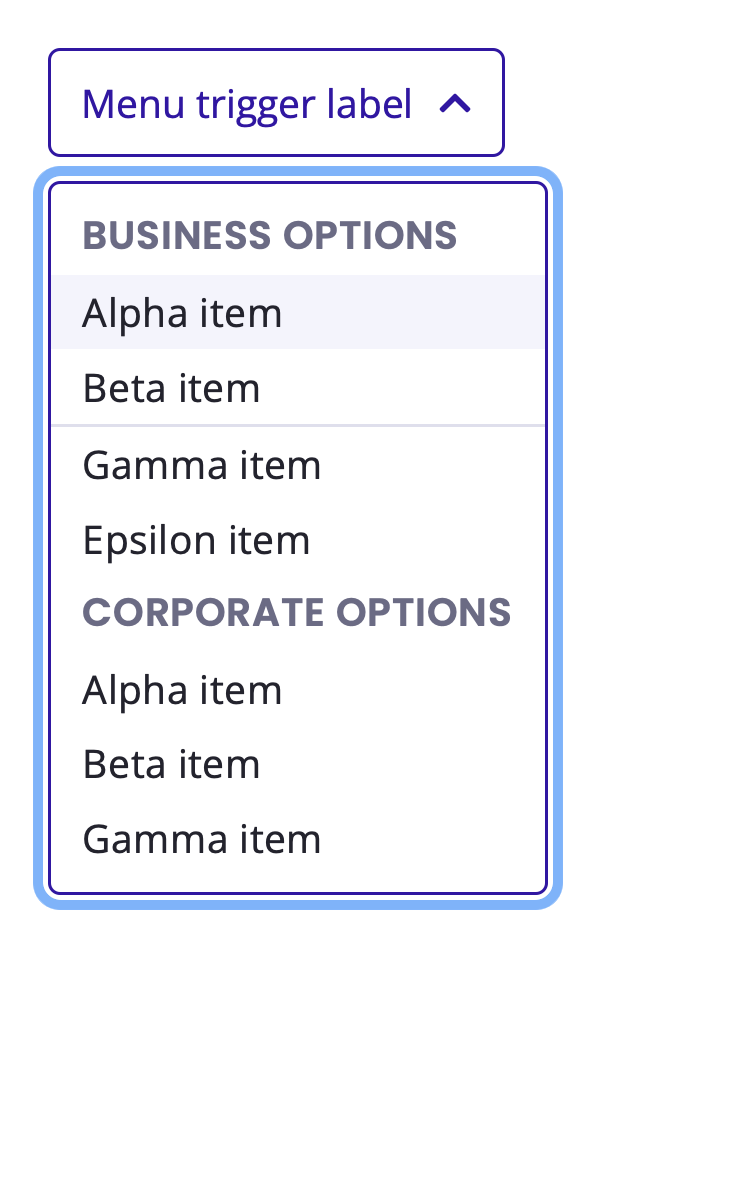 Menu trigger label
BUSINESS OPTIONS
Alpha item
Beta item
Gamma item
Epsilon item
CORPORATE OPTIONS
Alpha item
Beta item
Gamma item